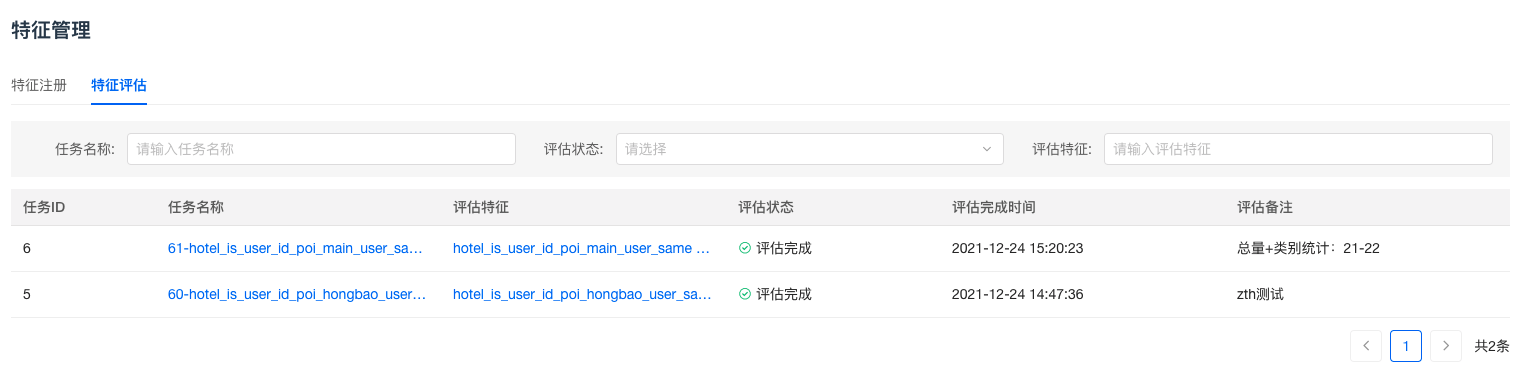 特征管理
特征注册 特征评估
任务名称: 请输入任务名称 评估状态: 请选择 评估特征: 请输入评估特征
任务ID 任务名称 评估特征 评估状态 评估完成时间 评估备注
6 61-hotel_is_user_id_poi_main_user_sa... hotel_is_user_id_poi_main_user_same ... 评估完成 2021-12-24 15:20:23 总量+类别统计：21-22
5 60-hotel_is_user_id_poi_hongbao_user... hotel_is_user_id_poi_hongbao_user_sa... 评估完成 2021-12-24 14:47:36 zth测试
1 共2条